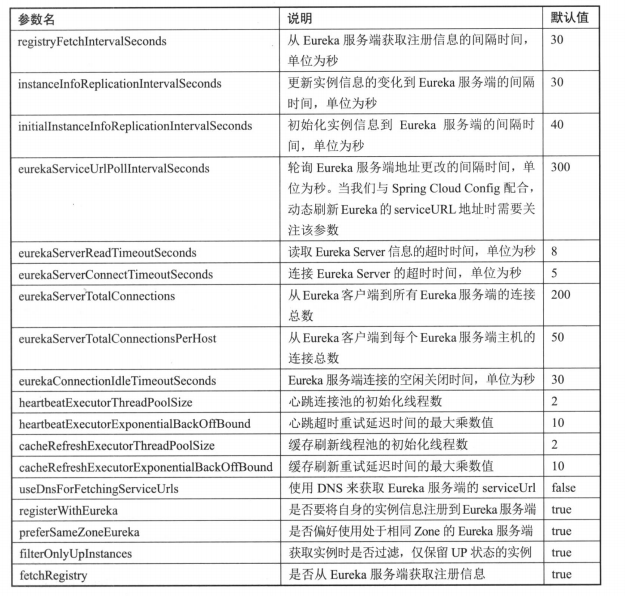 参数名 说明 默认值
registryFetchIntervalSeconds 从 Eureka 服务端获取注册信息的间隔时间， 30
单位为秒
instanceInfoReplicationIntervalSeconds 更新实例信息的变化到 Eureka 服务端的间隔 30
时间，单位为秒
initialInstanceInfoReplicationIntervalSeconds 初始化实例信息到 Eureka 服务端的间隔时 40
间，单位为秒
eurekaServiceUrlPollIntervalSeconds 轮询 Eureka 服务端地址更改的间隔时间，单 300
位为秒。当我们与 Spring Cloud Config 配合，
动态刷新 Eureka 的 serviceURL 地址时需要关
注该参数
eurekaServerReadTimeoutSeconds 读取 Eureka Server 信息的超时时间，单位为秒 8
eurekaServerConnectTimeoutSeconds 连接 Eureka Server 的超时时间，单位为秒 5
eurekaServerTotalConnections 从 Eureka 客户端到所有 Eureka 服务端的连接 200
总数
eurekaServerTotalConnectionsPerHost 从 Eureka 客户端到每个 Eureka 服务端主机的 50
连接总数
eurekaConnectionIdleTimeoutSeconds Eureka 服务端连接的空闲关闭时间，单位为秒 30
heartbeatExecutorThreadPoolSize 心跳连接池的初始化线程数 2
heartbeatExecutorExponentialBackOffBound 心跳超时重试延迟时间的最大乘数值 10
cacheRefreshExecutorThreadPoolSize 缓存刷新线程池的初始化线程数 2
cacheRefreshExecutorExponentialBackOffBound 缓存刷新重试延迟时间的最大乘数值 10
useDnsForFetchingServiceUrls 使用 DNS 来获取 Eureka 服务端的 serviceUrl false
registerWithEureka 是否要将自身的实例信息注册到 Eureka 服务端 true
preferSameZoneEureka 是否偏好使用处于相同 Zone 的 Eureka 服务端 true
filterOnlyUpInstances 获取实例时是否过滤，仅保留 UP 状态的实例 true
fetchRegistry 是否从 Eureka 服务端获取注册信息 true